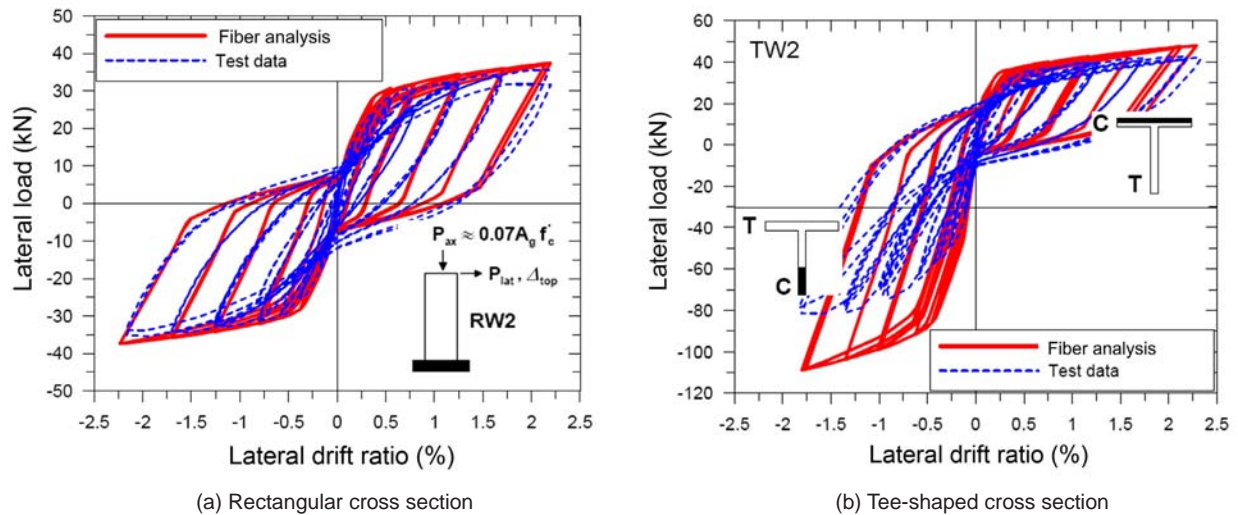 50
40
30
20
10
0
-10
-20
-30
-40
-50
Lateral load (kN)
Fiber analysis
Test data
P_ax ≈ 0.07A_g f'_c
P_lat , Δ_top
RW2
-2.5 -2 -1.5 -1 -0.5 0 0.5 1 1.5 2 2.5
Lateral drift ratio (%)
(a) Rectangular cross section
60
40
20
0
-20
-40
-60
-80
-100
-120
Lateral load (kN)
TW2
C
T
T
C
Fiber analysis
Test data
-2.5 -2 -1.5 -1 -0.5 0 0.5 1 1.5 2 2.5
Lateral drift ratio (%)
(b) Tee-shaped cross section